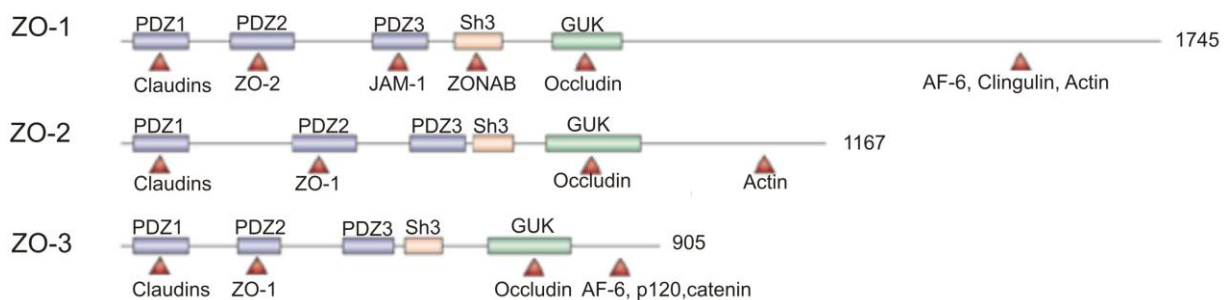 ZO-1 PDZ1 PDZ2 PDZ3 Sh3 GUK 1745
Claudins ZO-2 JAM-1 ZONAB Occludin AF-6, Clingulin, Actin
ZO-2 PDZ1 PDZ2 PDZ3 Sh3 GUK 1167
Claudins ZO-1 Occludin Actin
ZO-3 PDZ1 PDZ2 PDZ3 Sh3 GUK 905
Claudins ZO-1 Occludin AF-6, p120,catenin